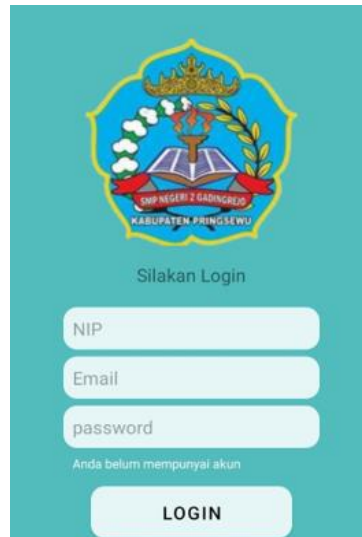 SMP NEGERI 2 GADINGREJO
KABUPATEN PRINGSEWU
Silakan Login
NIP
Email
password
Anda belum mempunyai akun
LOGIN